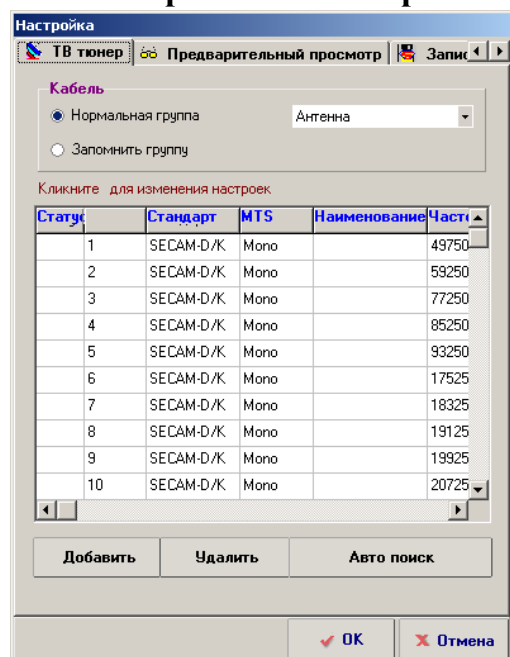 Настройка
ТВ тюнер Предварительный просмотр Запис
Кабель
Нормальная группа Антенна
Запомнить группу
Кликните для изменения настроек
Статус Стандарт MTS Наименование Часто
1 SECAM-D/K Mono 49750
2 SECAM-D/K Mono 59250
3 SECAM-D/K Mono 77250
4 SECAM-D/K Mono 85250
5 SECAM-D/K Mono 93250
6 SECAM-D/K Mono 17525
7 SECAM-D/K Mono 18325
8 SECAM-D/K Mono 19125
9 SECAM-D/K Mono 19925
10 SECAM-D/K Mono 20725
Добавить Удалить Авто поиск
OK Отмена